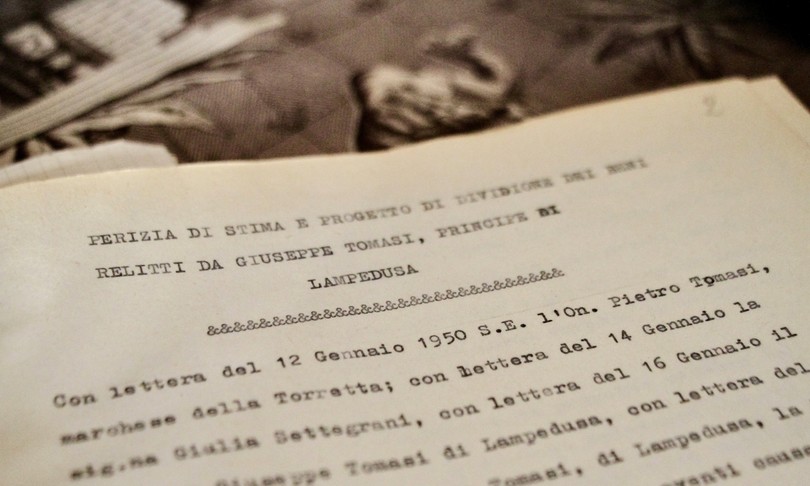 2
PERIZIA DI STIMA E PROGETTO DI DIVIDIONE DEI BENI
RELITTI DA GIUSEPPE TOMASI, PRINCIPE DI
LAMPEDUSA
&&&&&&&&&&&&&&&&&&&&&&&&&&&&
Con lettera del 12 Gennaio 1950 S.E. l'On. Pietro Tomasi,
marchese della Torretta; con lettera del 14 Gennaio la
sig.na Giulia Settegrani, con lettera del 16 Gennaio il
Giuseppe Tomasi di Lampedusa, con lettera del
Tomasi, di Lampedusa, la